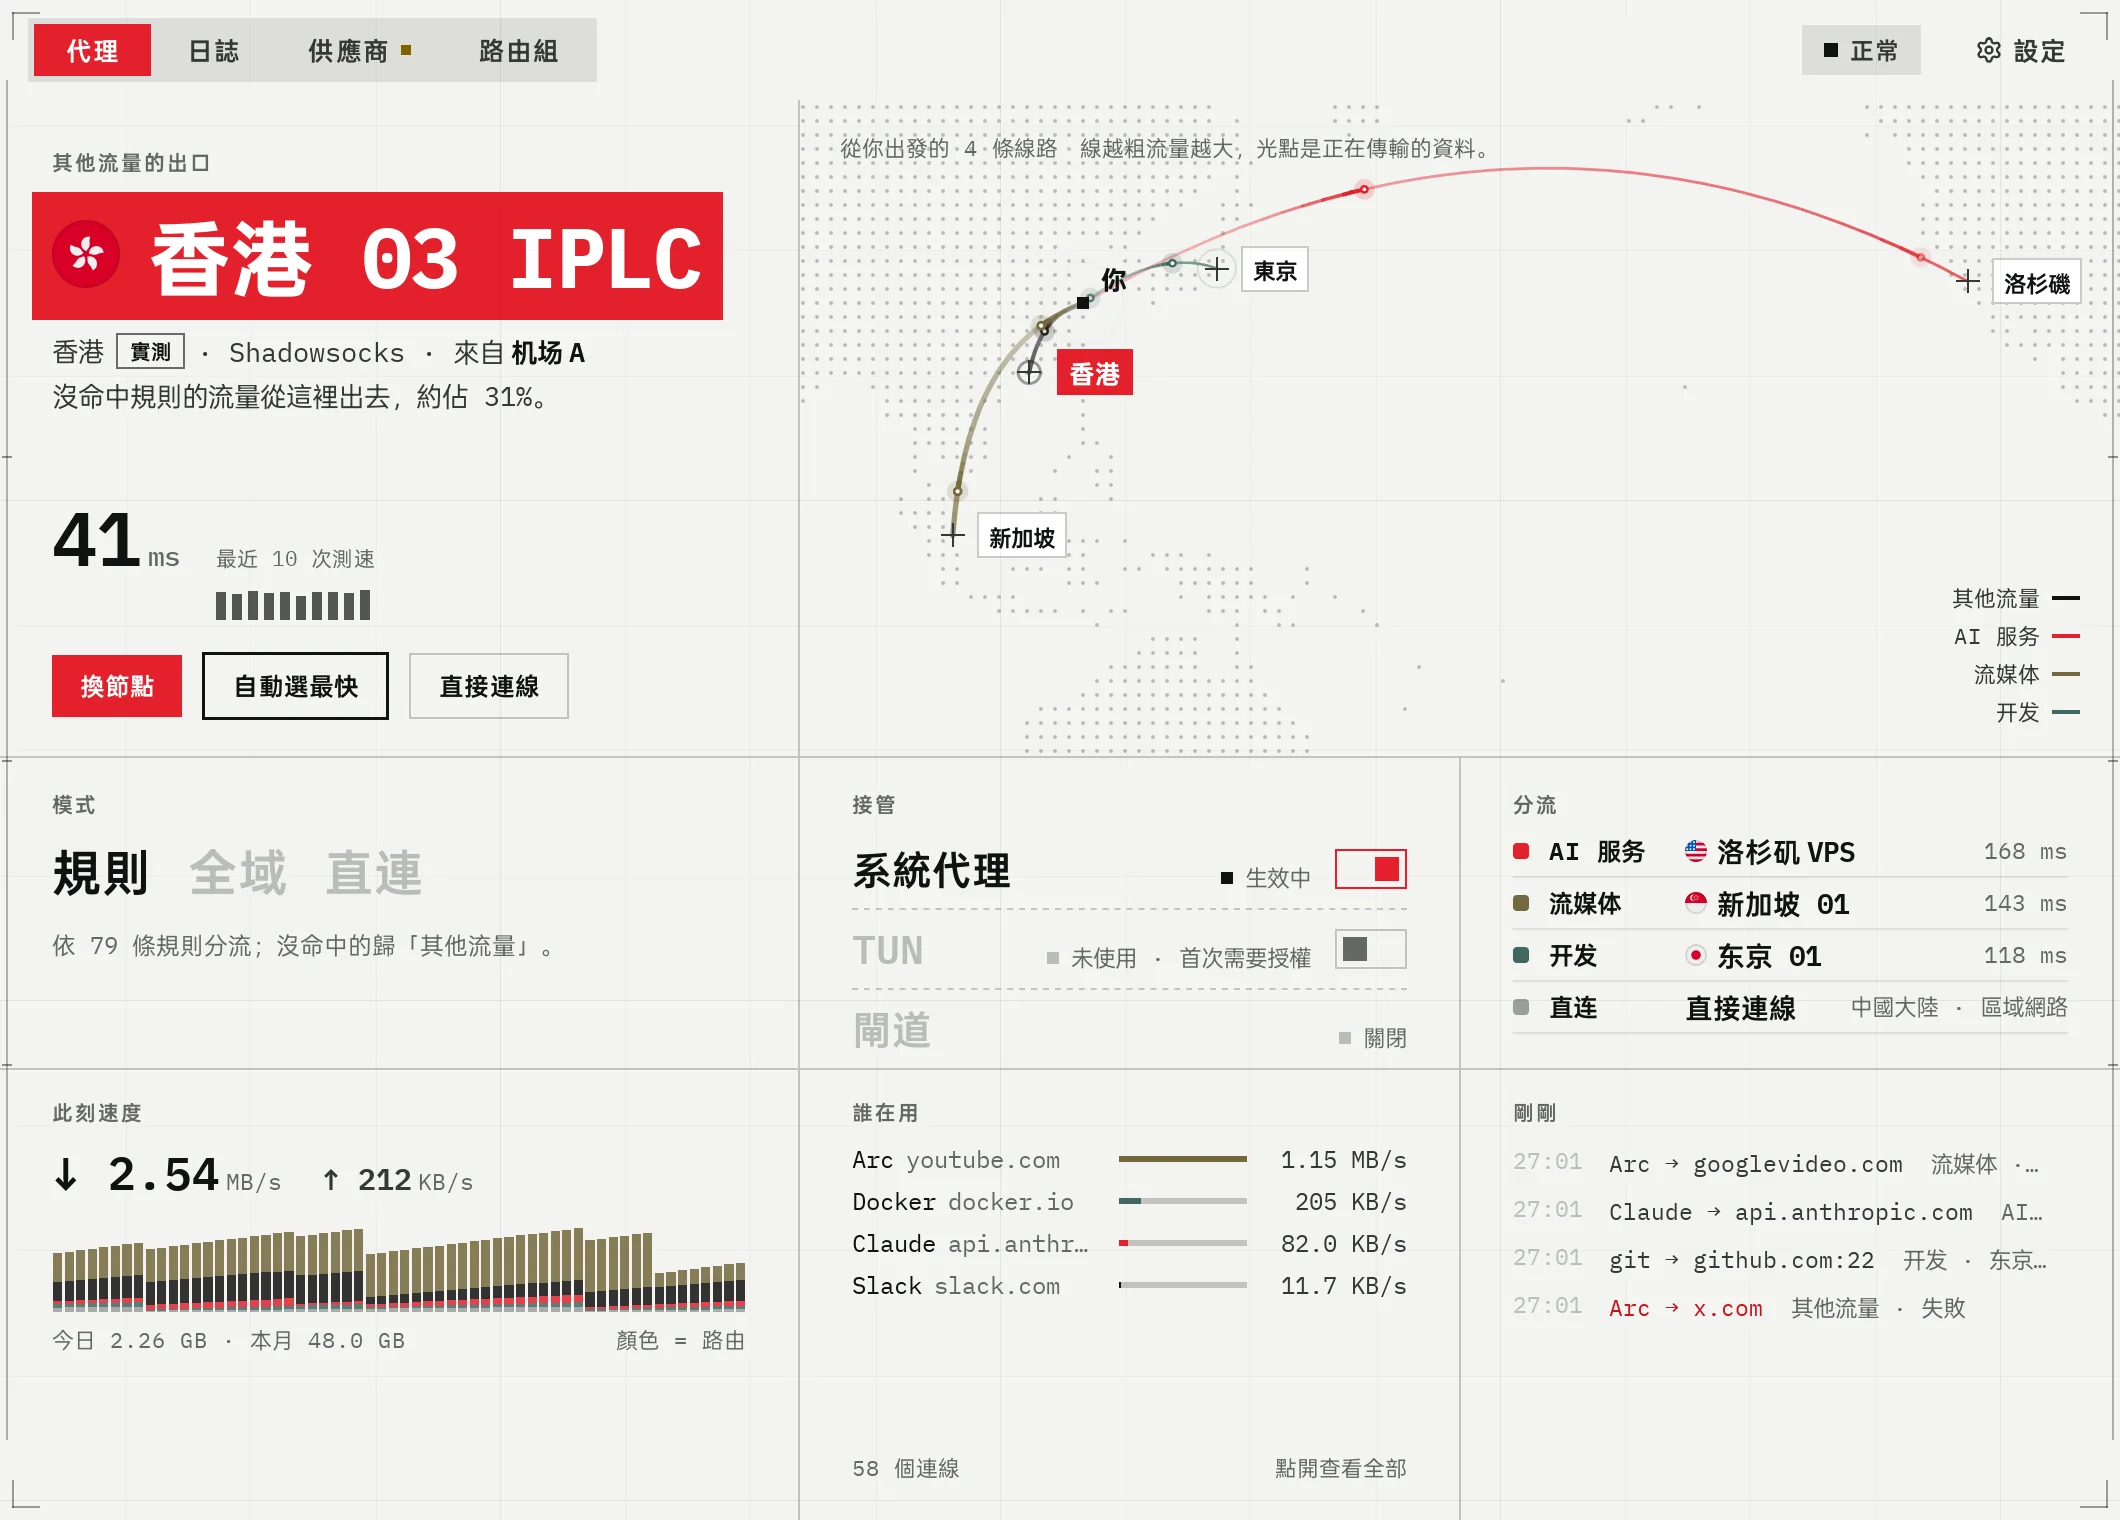 代理 日誌 供應商 路由組 正常 設定
其他流量的出口
香港 03 IPLC
香港 實測 · Shadowsocks · 來自 机场 A
沒命中規則的流量從這裡出去，約佔 31%。
41 ms 最近 10 次測速
換節點 自動選最快 直接連線
從你出發的 4 條線路 線越粗流量越大，光點是正在傳輸的資料。
你
東京
洛杉磯
香港
新加坡
其他流量
AI 服务
流媒体
开发
模式
規則 全域 直連
依 79 條規則分流；沒命中的歸「其他流量」。
接管
系統代理 生效中
TUN 未使用 · 首次需要授權
閘道 關閉
分流
AI 服务 洛杉矶 VPS 168 ms
流媒体 新加坡 01 143 ms
开发 东京 01 118 ms
直连 直接連線 中國大陸 · 區域網路
此刻速度
↓ 2.54 MB/s ↑ 212 KB/s
今日 2.26 GB · 本月 48.0 GB 顏色 = 路由
誰在用
Arc youtube.com 1.15 MB/s
Docker docker.io 205 KB/s
Claude api.anthr… 82.0 KB/s
Slack slack.com 11.7 KB/s
58 個連線 點開查看全部
剛剛
27:01 Arc → googlevideo.com 流媒体 ·…
27:01 Claude → api.anthropic.com AI…
27:01 git → github.com:22 开发 · 东京…
27:01 Arc → x.com 其他流量 · 失敗